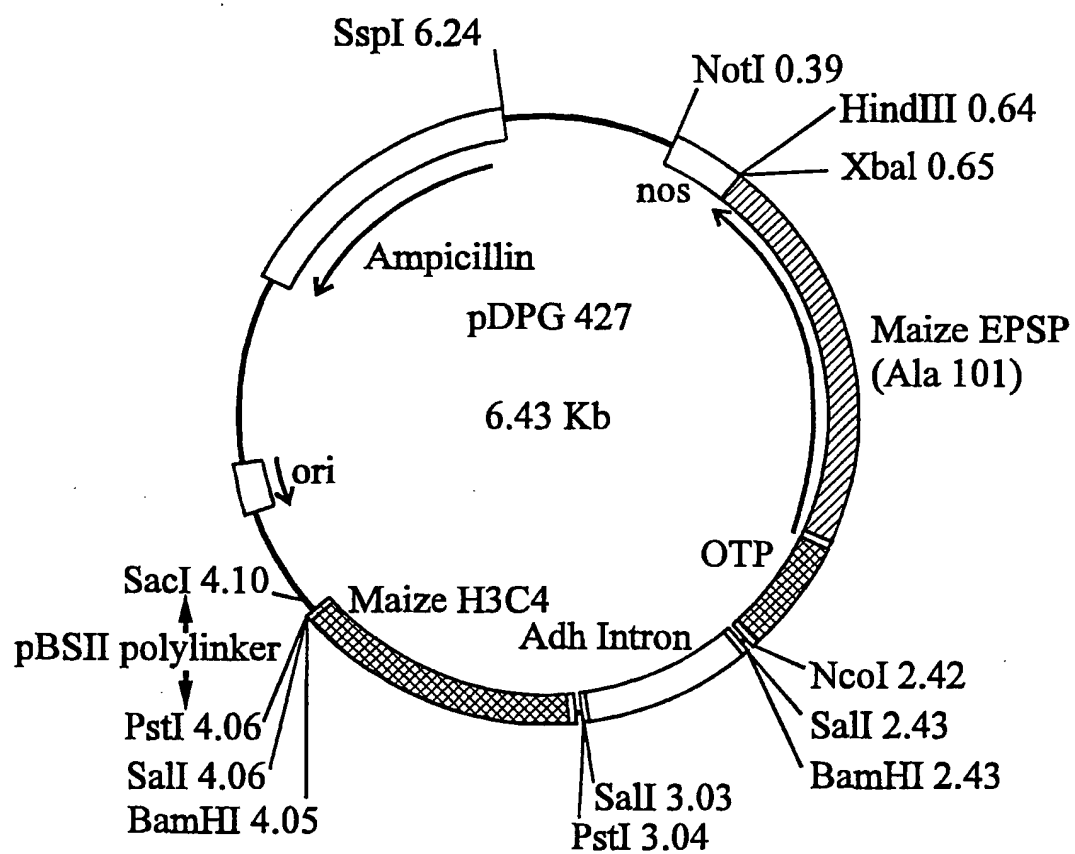 SspI 6.24
NotI 0.39
HindIII 0.64
Xbal 0.65
nos
Ampicillin
pDPG 427
Maize EPSP
(Ala 101)
6.43 Kb
ori
OTP
SacI 4.10
Maize H3C4
Adh Intron
pBSII polylinker
NcoI 2.42
PstI 4.06
SalI 2.43
SalI 4.06
BamHI 2.43
BamHI 4.05
SalI 3.03
PstI 3.04